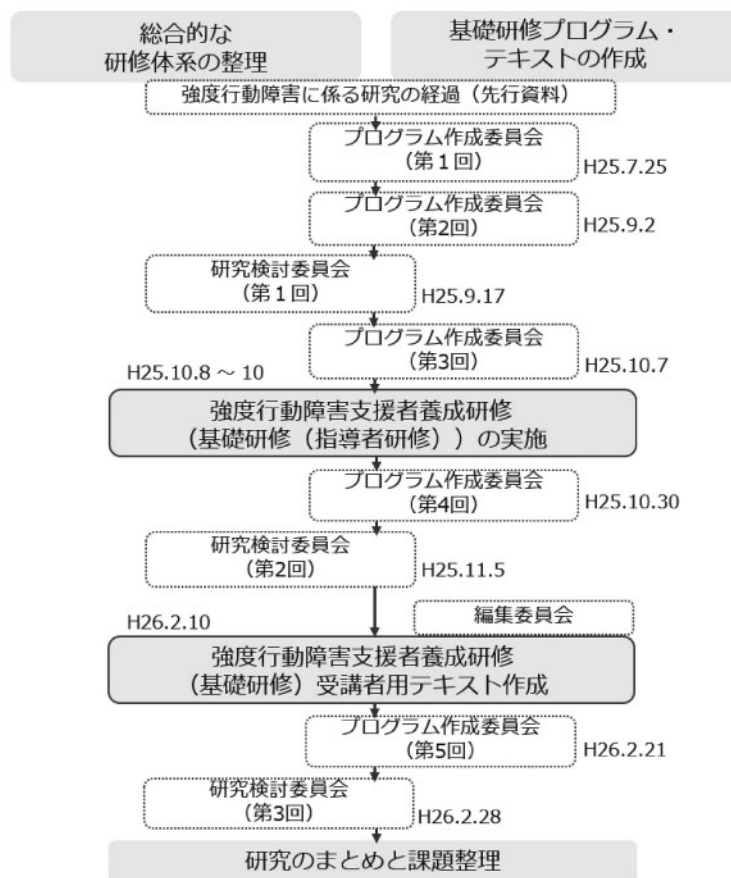 総合的な
研修体系の整理
基礎研修プログラム・
テキストの作成
強度行動障害に係る研究の経過（先行資料）
プログラム作成委員会
（第１回）
H25.7.25
プログラム作成委員会
（第2回）
H25.9.2
研究検討委員会
（第１回）
H25.9.17
プログラム作成委員会
（第3回）
H25.10.7
H25.10.8 ～ 10
強度行動障害支援者養成研修
（基礎研修（指導者研修））の実施
プログラム作成委員会
（第4回）
H25.10.30
研究検討委員会
（第2回）
H25.11.5
編集委員会
H26.2.10
強度行動障害支援者養成研修
（基礎研修）受講者用テキスト作成
プログラム作成委員会
（第5回）
H26.2.21
研究検討委員会
（第3回）
H26.2.28
研究のまとめと課題整理